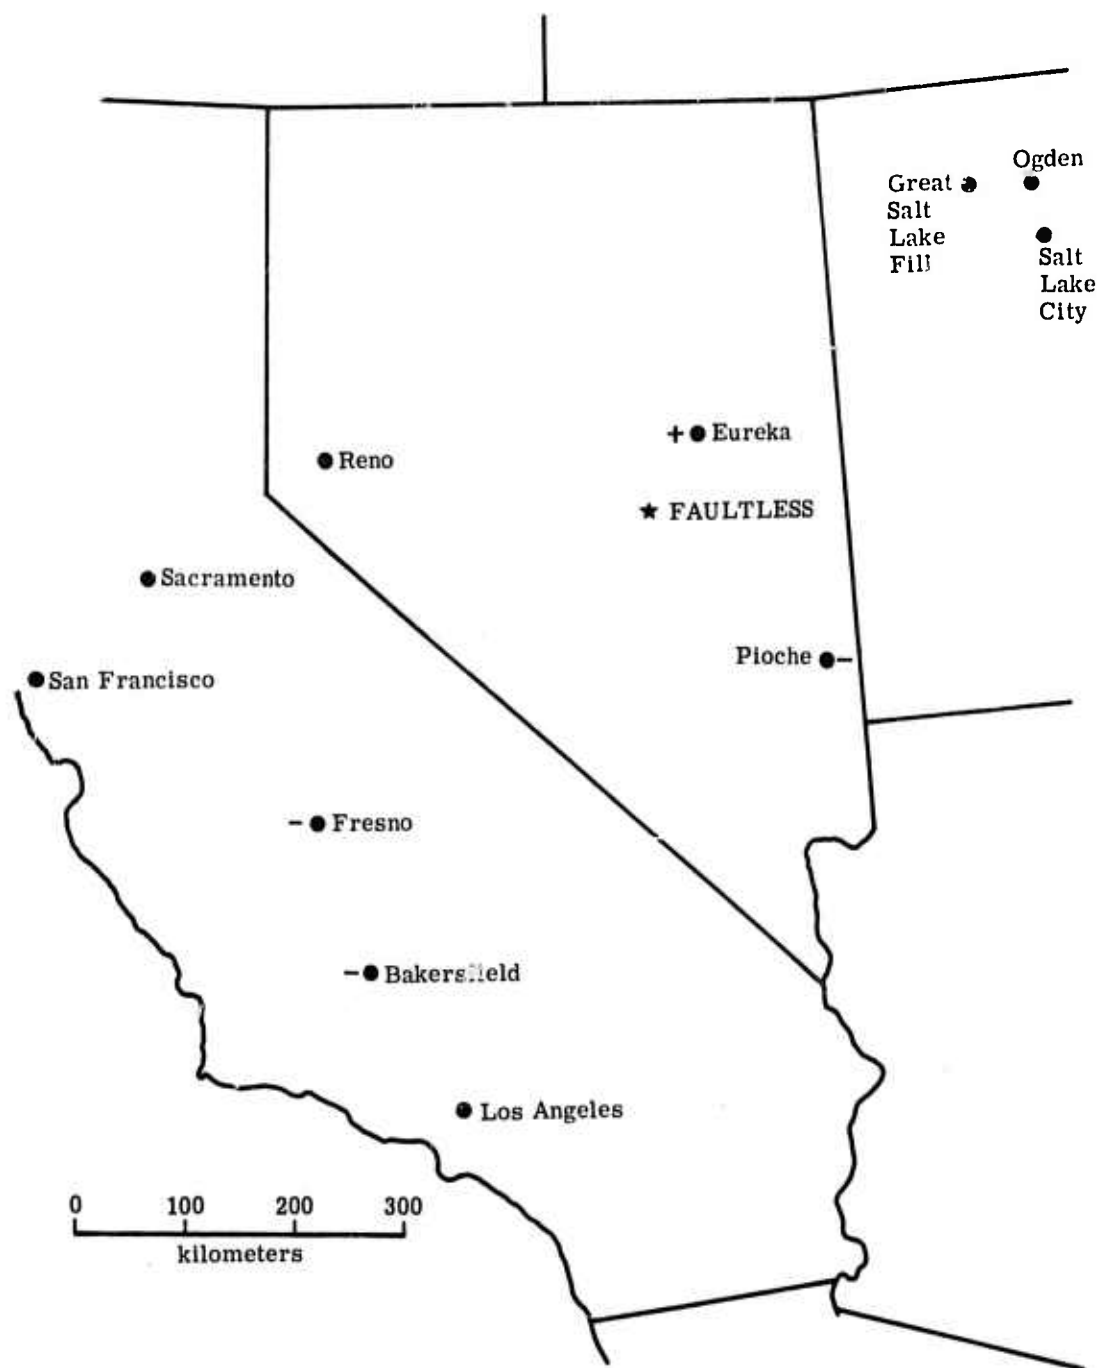 Ogden
Great
Salt
Lake
Fill
Salt
Lake
City
+ Eureka
Reno
★ FAULTLESS
Sacramento
Pioche –
San Francisco
– Fresno
– Bakersfield
Los Angeles
0 100 200 300
kilometers